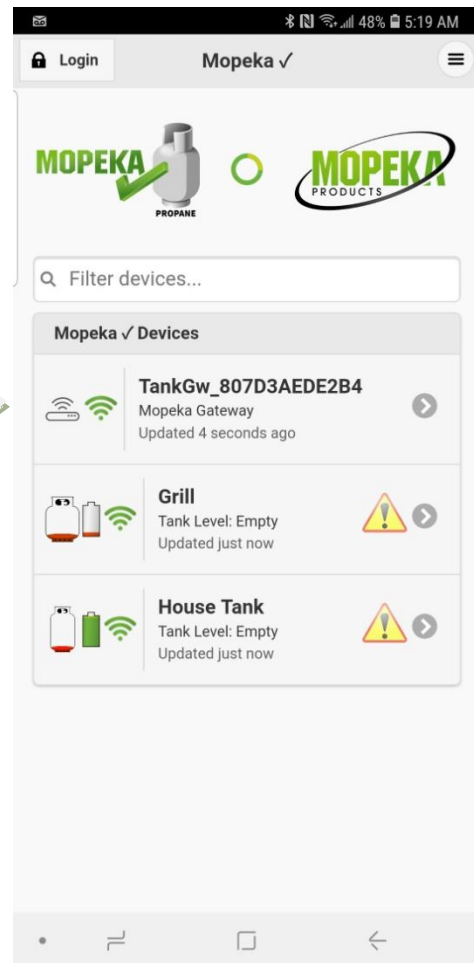 48% 5:19 AM
Login
Mopeka ✓
MOPEKA
PROPANE
MOPEKA
PRODUCTS
Filter devices...
Mopeka ✓ Devices
TankGw_807D3AEDE2B4
Mopeka Gateway
Updated 4 seconds ago
Grill
Tank Level: Empty
Updated just now
House Tank
Tank Level: Empty
Updated just now